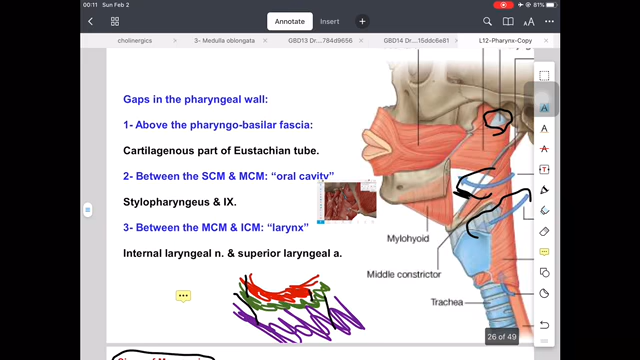 00:11 Sun Feb 2
81%
Annotate Insert
cholinergics 3- Medulla oblongata GBD13 Dr....784d9656 GBD14 Dr....15ddc6e81 L12-Pharynx-Copy
Gaps in the pharyngeal wall:
1- Above the pharyngo-basilar fascia:
Cartilagenous part of Eustachian tube.
2- Between the SCM & MCM: “oral cavity”
Stylopharyngeus & IX.
3- Between the MCM & ICM: “larynx”
Internal laryngeal n. & superior laryngeal a.
Mylohyoid
Middle constrictor
Trachea
26 of 49